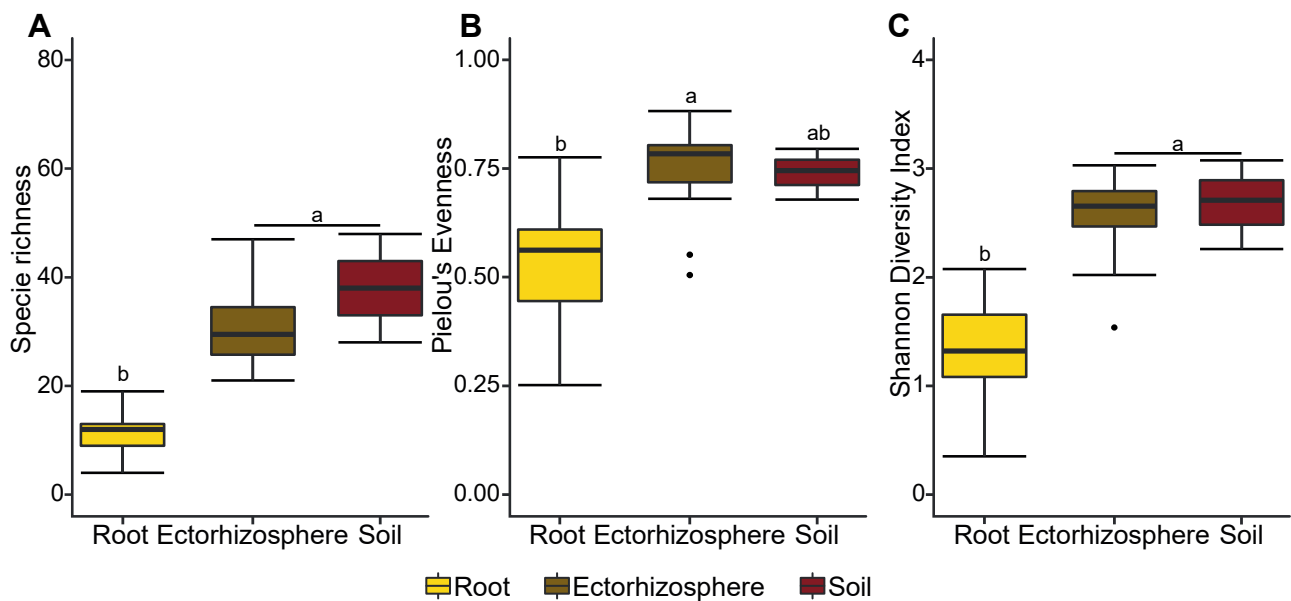 A
B
C
Specie richness
80
60
40
20
0
b
a
Root Ectorhizosphere Soil
Pielou's Evenness
1.00
0.75
0.50
0.25
0.00
b
a
ab
Root Ectorhizosphere Soil
Shannon Diversity Index
4
3
2
1
0
b
a
Root Ectorhizosphere Soil
Root Ectorhizosphere Soil